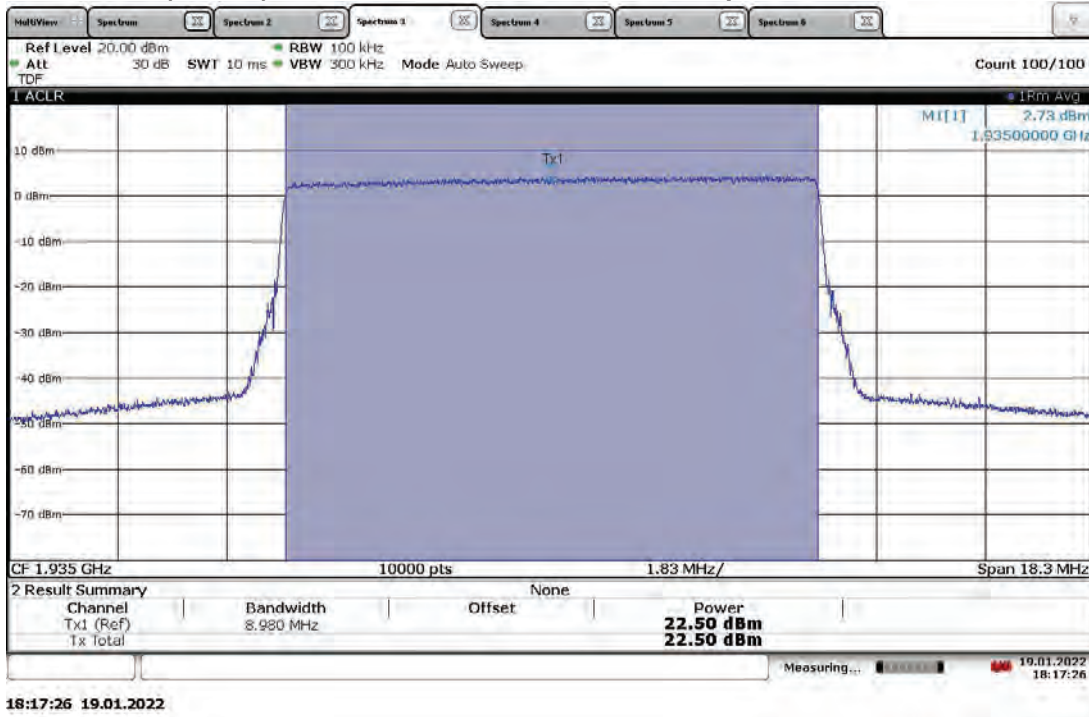 MultiView Spectrum Spectrum 2 Spectrum 3 Spectrum 4 Spectrum 5 Spectrum 6
Ref Level 20.00 dBm RBW 100 kHz
Att 30 dB SWT 10 ms VBW 300 kHz Mode Auto Sweep Count 100/100
TDF
1 ACLR 1Rm Avg
M1[1] 2.73 dBm
1.93500000 GHz
10 dBm
Tx1
0 dBm
-10 dBm
-20 dBm
-30 dBm
-40 dBm
-50 dBm
-60 dBm
-70 dBm
CF 1.935 GHz 10000 pts 1.83 MHz/ Span 18.3 MHz
2 Result Summary None
Channel Bandwidth Offset Power
Tx1 (Ref) 8.980 MHz 22.50 dBm
Tx Total 22.50 dBm
Measuring... 19.01.2022
18:17:26
18:17:26 19.01.2022